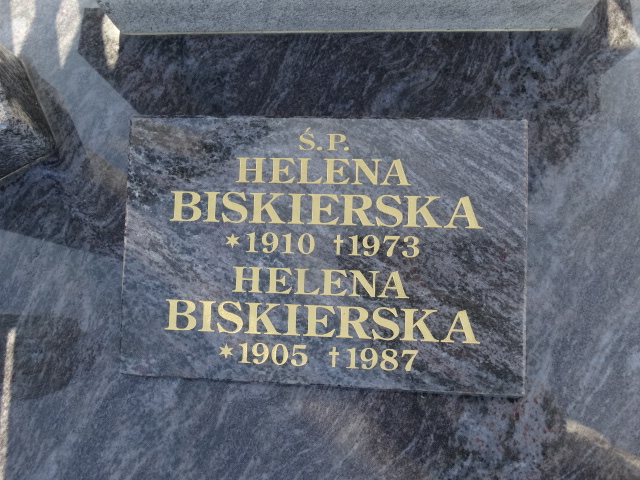 Ś.P.
HELENA
BISKIERSKA
*1910 †1973
HELENA
BISKIERSKA
*1905 †1987